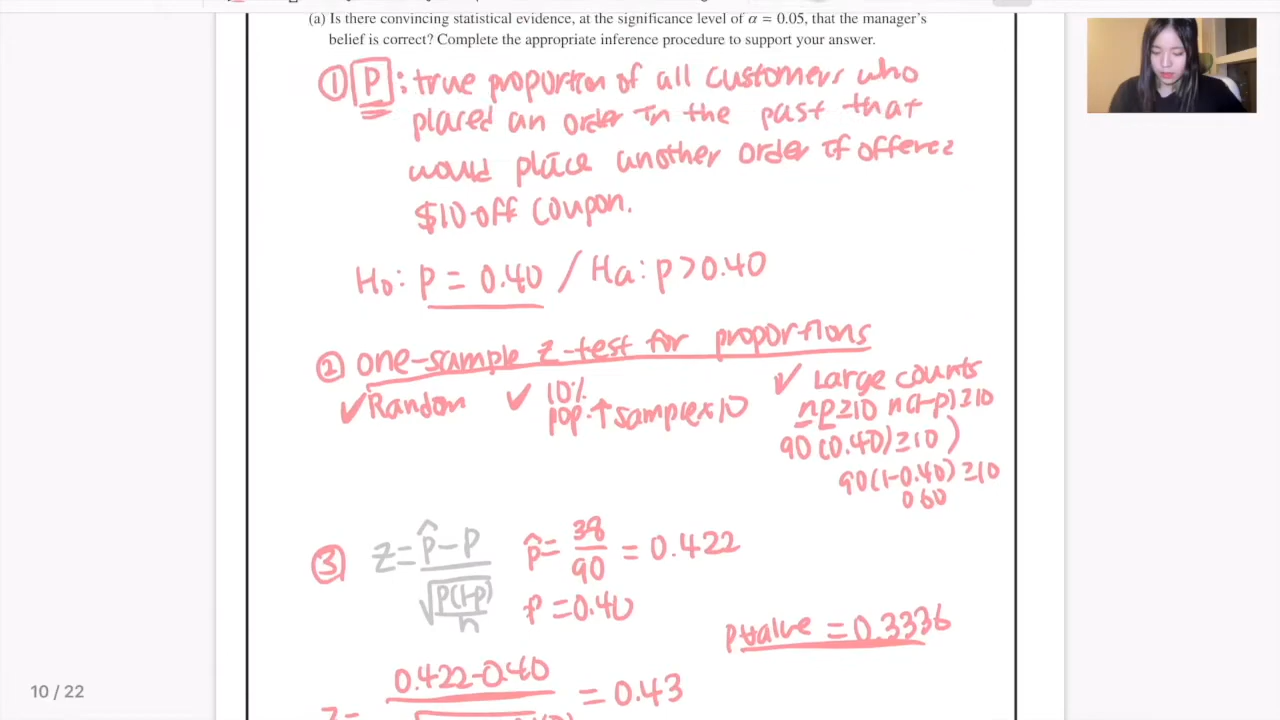 (a) Is there convincing statistical evidence, at the significance level of α = 0.05, that the manager's
belief is correct? Complete the appropriate inference procedure to support your answer.
① P : true proportion of all customers who
placed an order in the past that
would place another order if offered
$10 off coupon.
H₀: p = 0.40 / Ha: p > 0.40
② one-sample z-test for proportions
✓ Random ✓ 10% pop. ↑ sample × 10
✓ Large counts
np ≥ 10 n(1-p) ≥ 10
90(0.40) ≥ 10 )
90(1-0.40) ≥ 10
0.60
③ z = p̂ - p / √p(1-p)/n
p̂ = 38/90 = 0.422
p = 0.40
p value = 0.3336
0.422-0.40 = 0.43
10 / 22